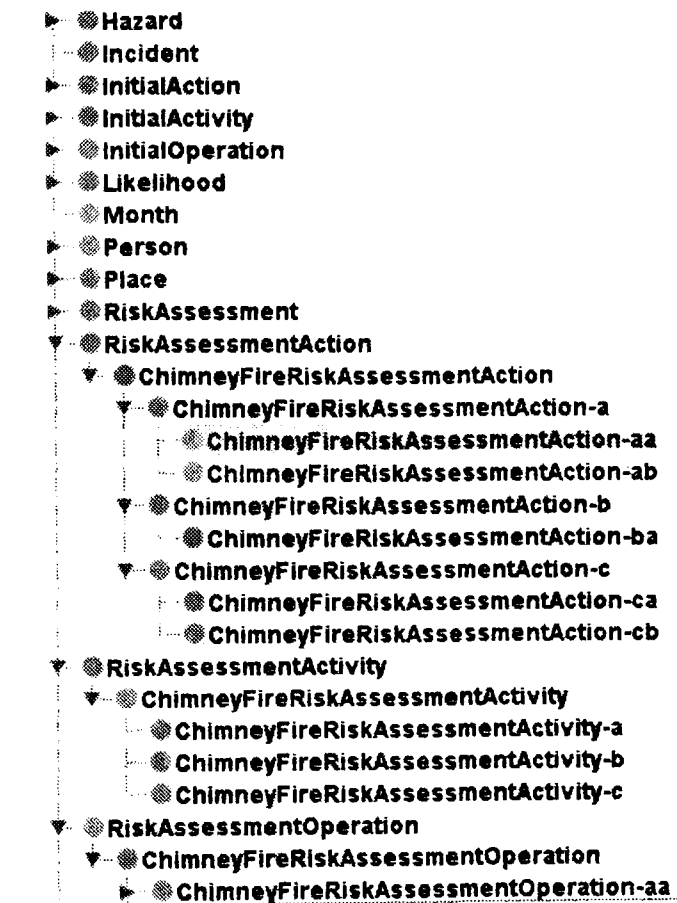 Hazard
Incident
InitialAction
InitialActivity
InitialOperation
Likelihood
Month
Person
Place
RiskAssessment
RiskAssessmentAction
ChimneyFireRiskAssessmentAction
ChimneyFireRiskAssessmentAction-a
ChimneyFireRiskAssessmentAction-aa
ChimneyFireRiskAssessmentAction-ab
ChimneyFireRiskAssessmentAction-b
ChimneyFireRiskAssessmentAction-ba
ChimneyFireRiskAssessmentAction-c
ChimneyFireRiskAssessmentAction-ca
ChimneyFireRiskAssessmentAction-cb
RiskAssessmentActivity
ChimneyFireRiskAssessmentActivity
ChimneyFireRiskAssessmentActivity-a
ChimneyFireRiskAssessmentActivity-b
ChimneyFireRiskAssessmentActivity-c
RiskAssessmentOperation
ChimneyFireRiskAssessmentOperation
ChimneyFireRiskAssessmentOperation-aa